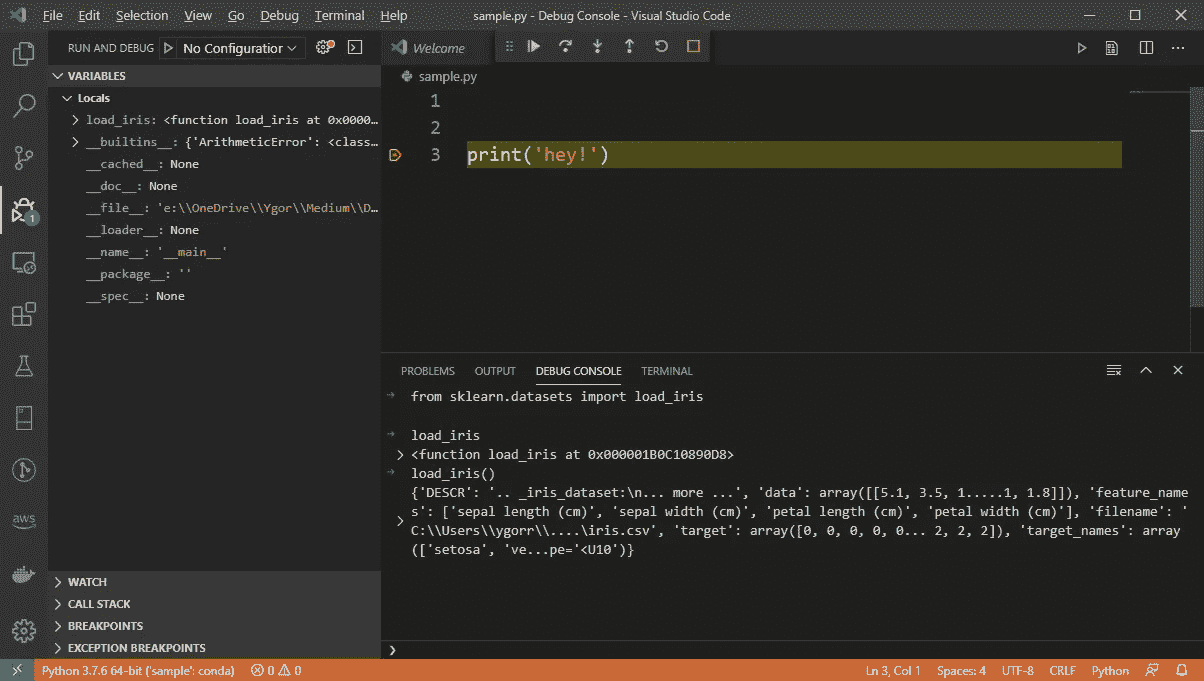 File Edit Selection View Go Debug Terminal Help
sample.py - Debug Console - Visual Studio Code
RUN AND DEBUG No Configuration
VARIABLES
Locals
load_iris: <function load_iris at 0x0000...
__builtins__: {'ArithmeticError': <class...
__cached__: None
__doc__: None
__file__: 'e:\\OneDrive\\Ygor\\Medium\\D...
__loader__: None
__name__: '__main__'
__package__: ''
__spec__: None
WATCH
CALL STACK
BREAKPOINTS
EXCEPTION BREAKPOINTS
1
aws
Welcome
sample.py
1
2
3 print('hey!')
PROBLEMS OUTPUT DEBUG CONSOLE TERMINAL
from sklearn.datasets import load_iris
load_iris
<function load_iris at 0x000001B0C10890D8>
load_iris()
{'DESCR': '.. _iris_dataset:\n... more ...', 'data': array([[5.1, 3.5, 1.....1, 1.8]]), 'feature_name
s': ['sepal length (cm)', 'sepal width (cm)', 'petal length (cm)', 'petal width (cm)'], 'filename': '
C:\\Users\\ygorr\\....\\iris.csv', 'target': array([0, 0, 0, 0, 0... 2, 2, 2]), 'target_names': array
(['setosa', 've...pe='<U10')}
Python 3.7.6 64-bit ('sample': conda) 0 0 Ln 3, Col 1 Spaces: 4 UTF-8 CRLF Python